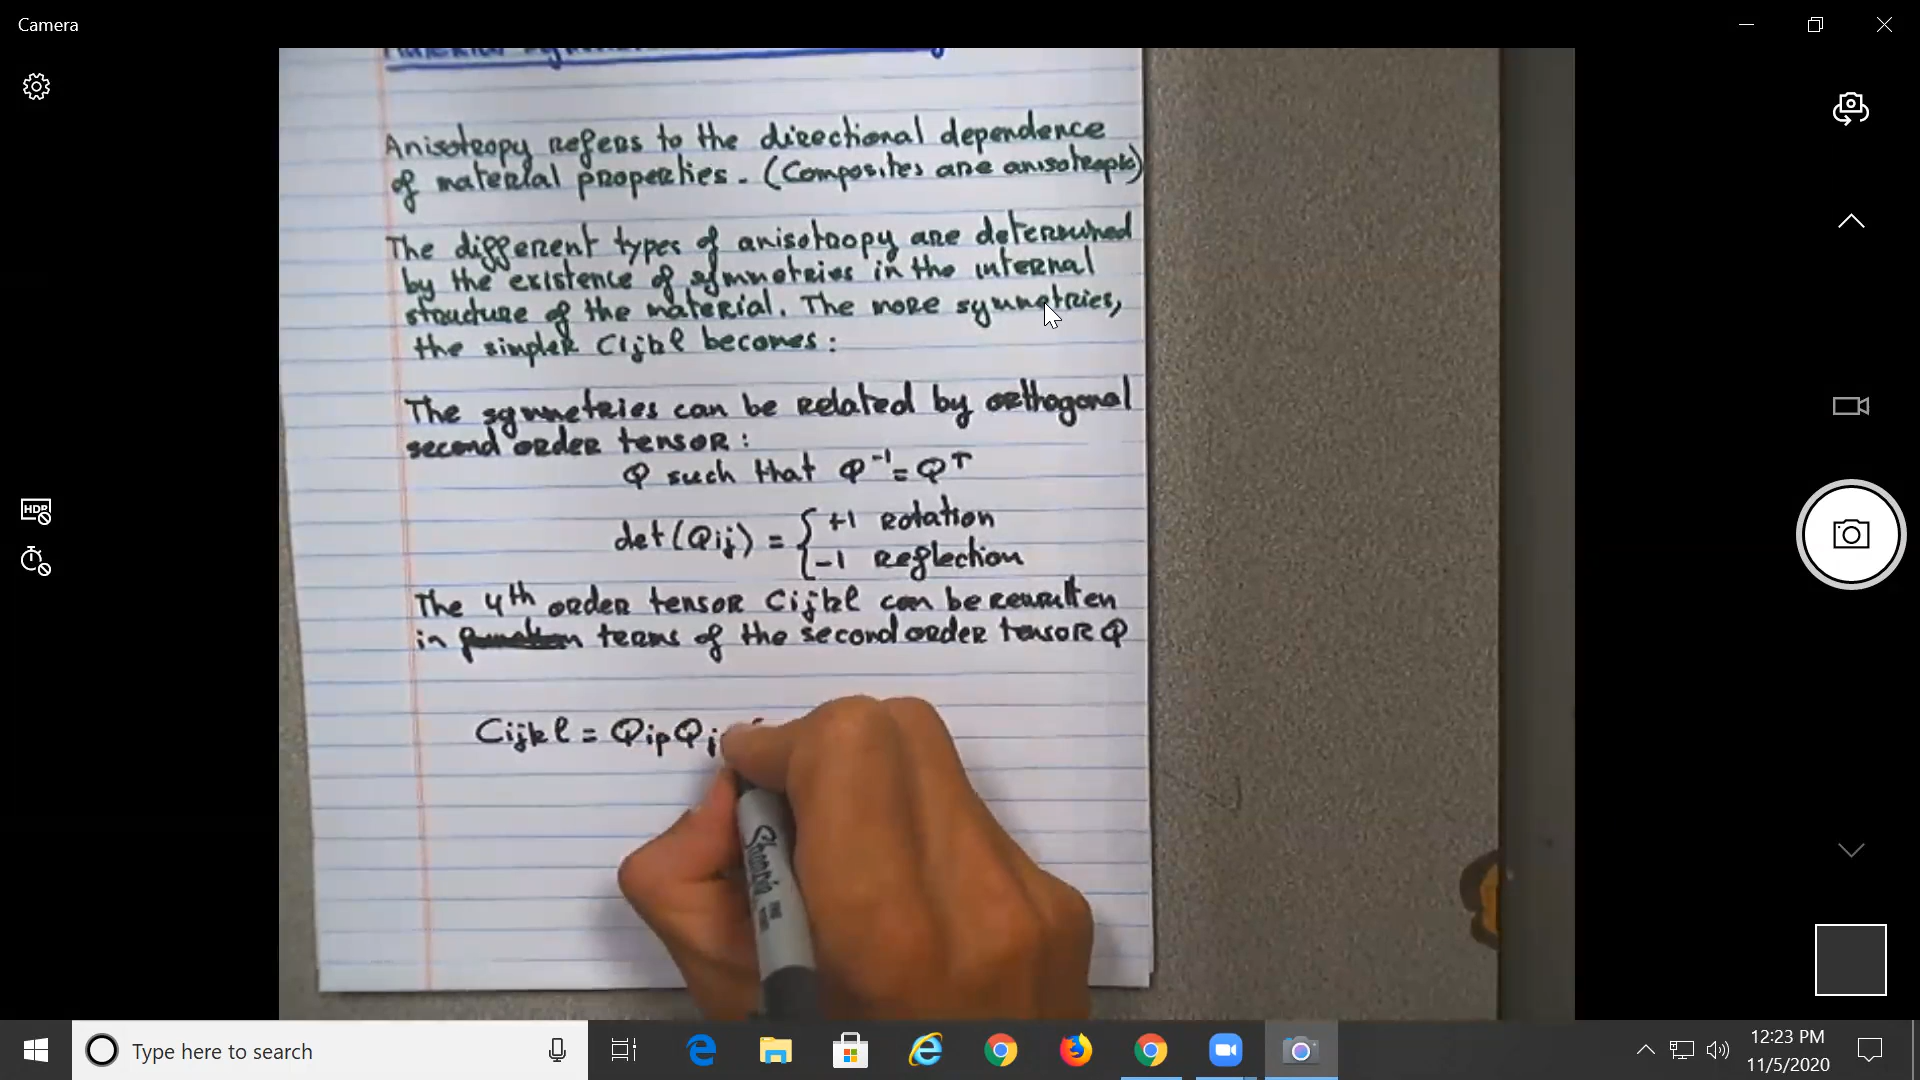 Camera
Anisotropy refers to the directional dependence
of material properties. (Composites are anisotropic)
The different types of anisotropy are determined
by the existence of symmetries in the internal
structure of the material. The more symmetries,
the simpler Cijkl becomes:
The symmetries can be related by orthogonal
second order tensor:
Q such that Q⁻¹ = Qᵀ
det(Qij) = { +1 rotation
-1 Reflection
The 4th order tensor Cijkl can be rewritten
in terms of the second order tensor Q
Cijkl = QipQj
Sharpie
HDR
Type here to search
12:23 PM
11/5/2020